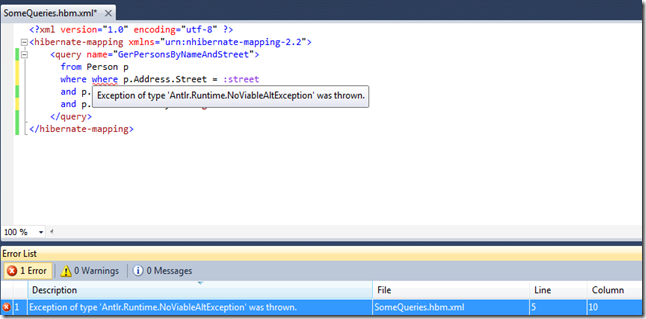 SomeQueries.hbm.xml*
<?xml version="1.0" encoding="utf-8" ?>
<hibernate-mapping xmlns="urn:nhibernate-mapping-2.2">
<query name="GerPersonsByNameAndStreet">
from Person p
where where p.Address.Street = :street
and p.
Exception of type 'Antlr.Runtime.NoViableAltException' was thrown.
and p.
</query>
</hibernate-mapping>
100 %
Error List
1 Error 0 Warnings 0 Messages
Description File Line Column
1 Exception of type 'Antlr.Runtime.NoViableAltException' was thrown. SomeQueries.hbm.xml 5 10